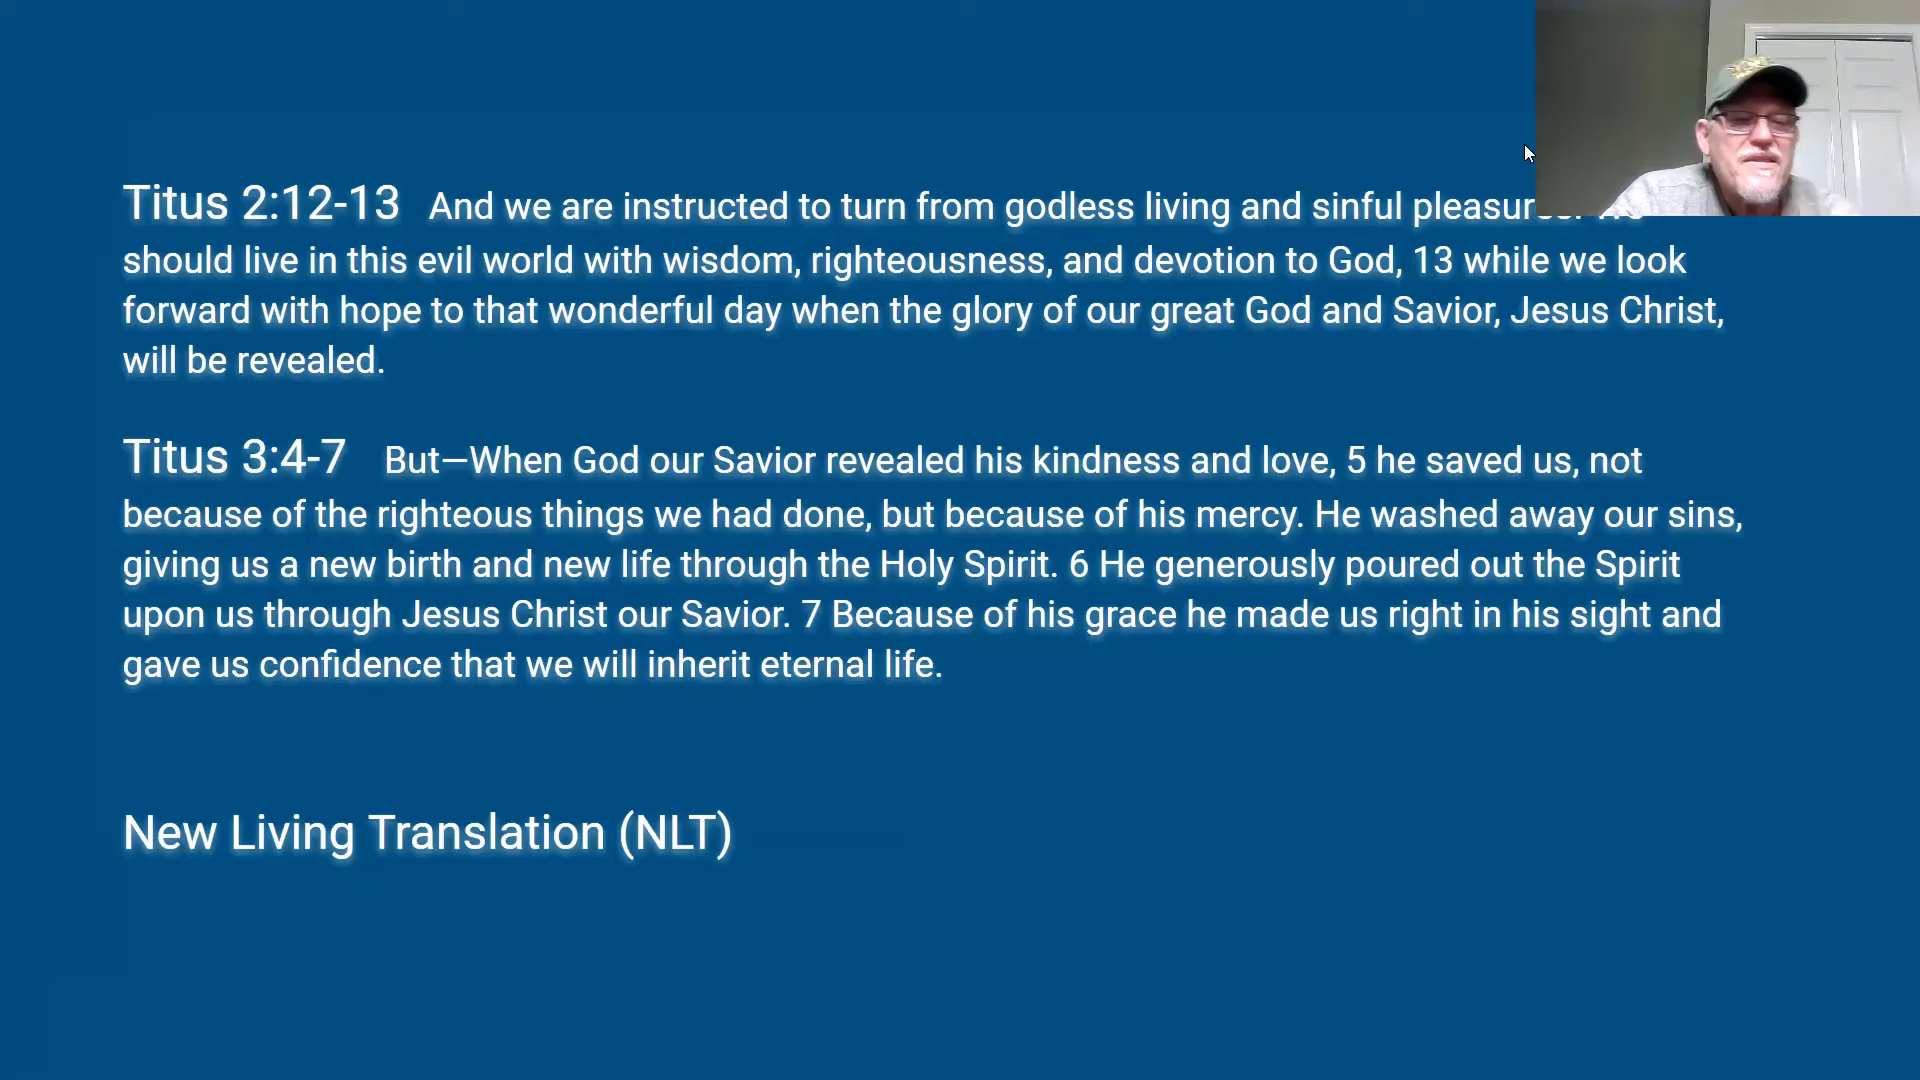 Titus 2:12-13 And we are instructed to turn from godless living and sinful pleasures.
should live in this evil world with wisdom, righteousness, and devotion to God, 13 while we look
forward with hope to that wonderful day when the glory of our great God and Savior, Jesus Christ,
will be revealed.
Titus 3:4-7 But—When God our Savior revealed his kindness and love, 5 he saved us, not
because of the righteous things we had done, but because of his mercy. He washed away our sins,
giving us a new birth and new life through the Holy Spirit. 6 He generously poured out the Spirit
upon us through Jesus Christ our Savior. 7 Because of his grace he made us right in his sight and
gave us confidence that we will inherit eternal life.
New Living Translation (NLT)